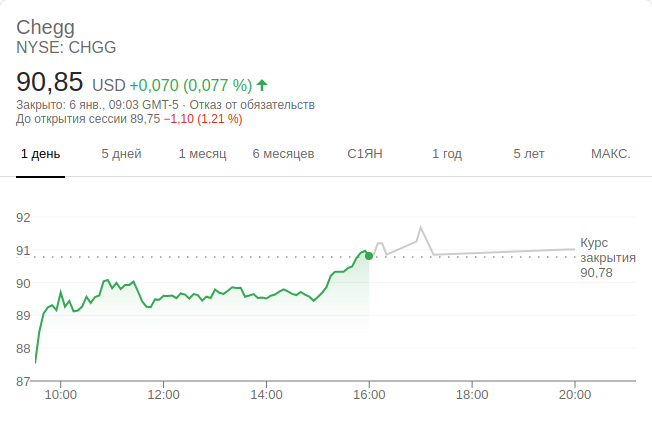 Chegg
NYSE: CHGG
90,85 USD +0,070 (0,077 %)
Закрыто: 6 янв., 09:03 GMT-5 · Отказ от обязательств
До открытия сессии 89,75 −1,10 (1,21 %)
1 день 5 дней 1 месяц 6 месяцев С1ЯН 1 год 5 лет МАКС.
92
91
90
89
88
87
Курс
закрытия
90,78
10:00 12:00 14:00 16:00 18:00 20:00